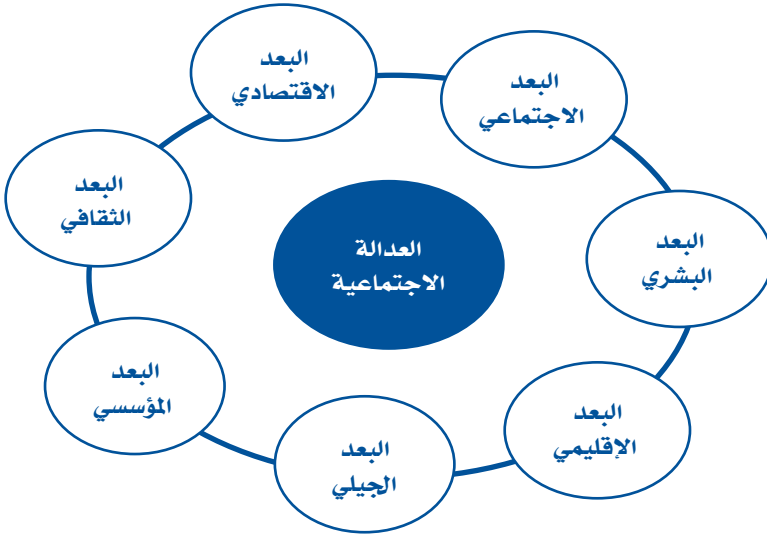 البعد
الاقتصادي
البعد
الاجتماعي
البعد
الثقافي
البعد
البشري
العدالة
الاجتماعية
البعد
المؤسسي
البعد
الإقليمي
البعد
الجيلي